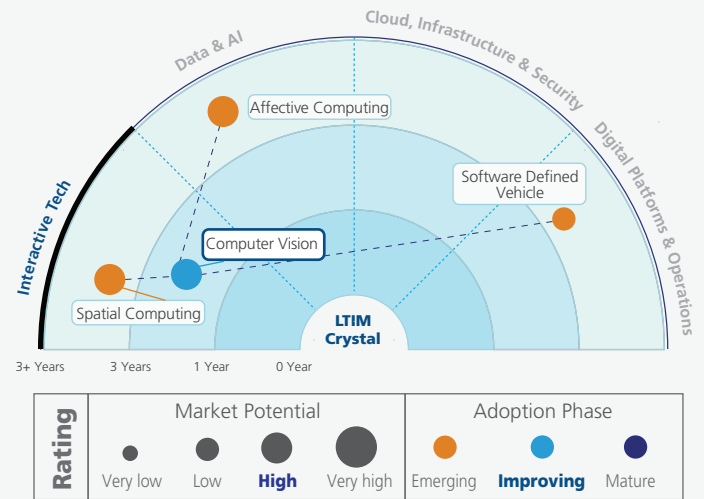 Data & AI
Cloud, Infrastructure & Security
Digital Platforms & Operations
Interactive Tech
Affective Computing
Software Defined
Vehicle
Computer Vision
Spatial Computing
LTIM
Crystal
3+ Years
3 Years
1 Year
0 Year
Rating
Market Potential
Very low
Low
High
Very high
Adoption Phase
Emerging
Improving
Mature